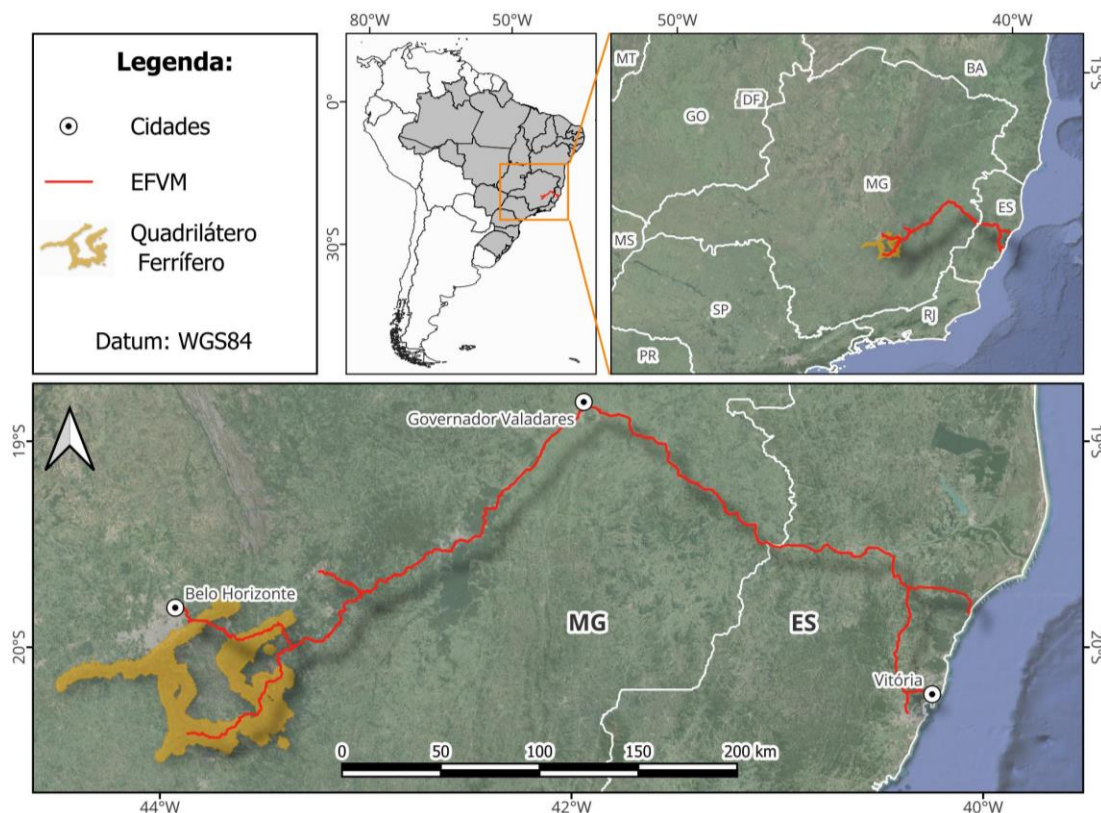 Legenda:
Cidades
EFVM
Quadrilátero
Ferrífero
Datum: WGS84
80°W
50°W
0°
30°S
50°W
40°W
15°S
MT
BA
DF
GO
MG
ES
MS
SP
RJ
PR
Governador Valadares
19°S
19°S
Belo Horizonte
MG
ES
20°S
20°S
Vitória
0
50
100
150
200 km
44°W
42°W
40°W